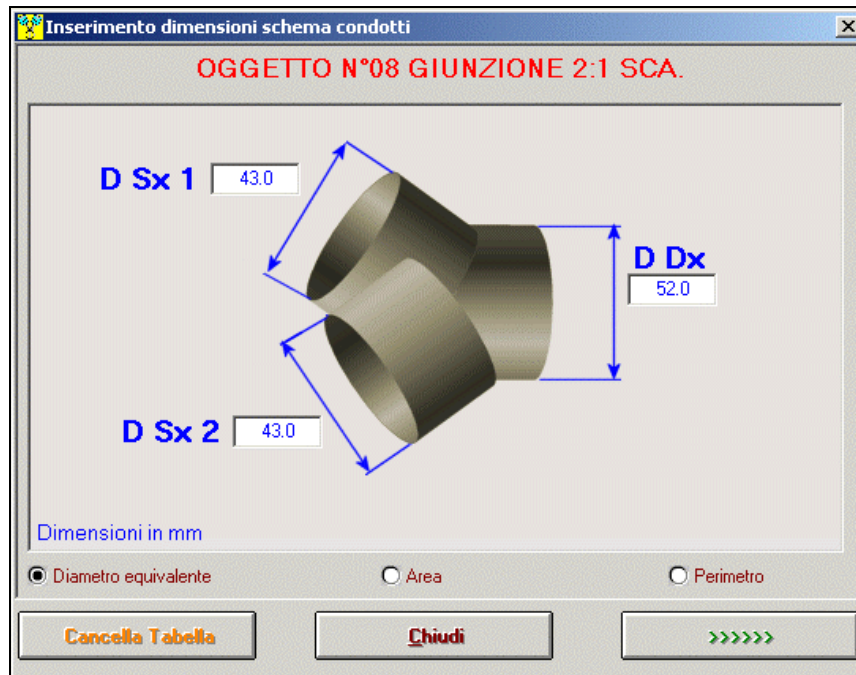 Inserimento dimensioni schema condotti
OGGETTO N°08 GIUNZIONE 2:1 SCA.
D Sx 1 43.0
D Dx
52.0
D Sx 2 43.0
Dimensioni in mm
Diametro equivalente Area Perimetro
Cancella Tabella Chiudi >>>>>>